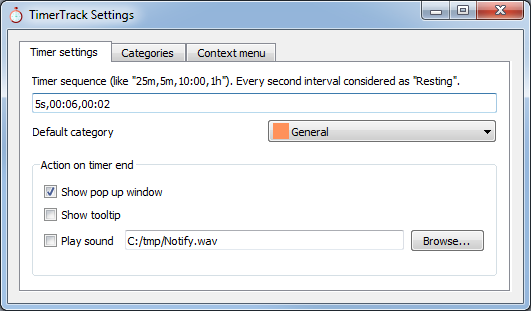 TimerTrack Settings
Timer settings Categories Context menu
Timer sequence (like "25m,5m,10:00,1h"). Every second interval considered as "Resting".
5s,00:06,00:02
Default category General
Action on timer end
Show pop up window
Show tooltip
Play sound C:/tmp/Notify.wav Browse...